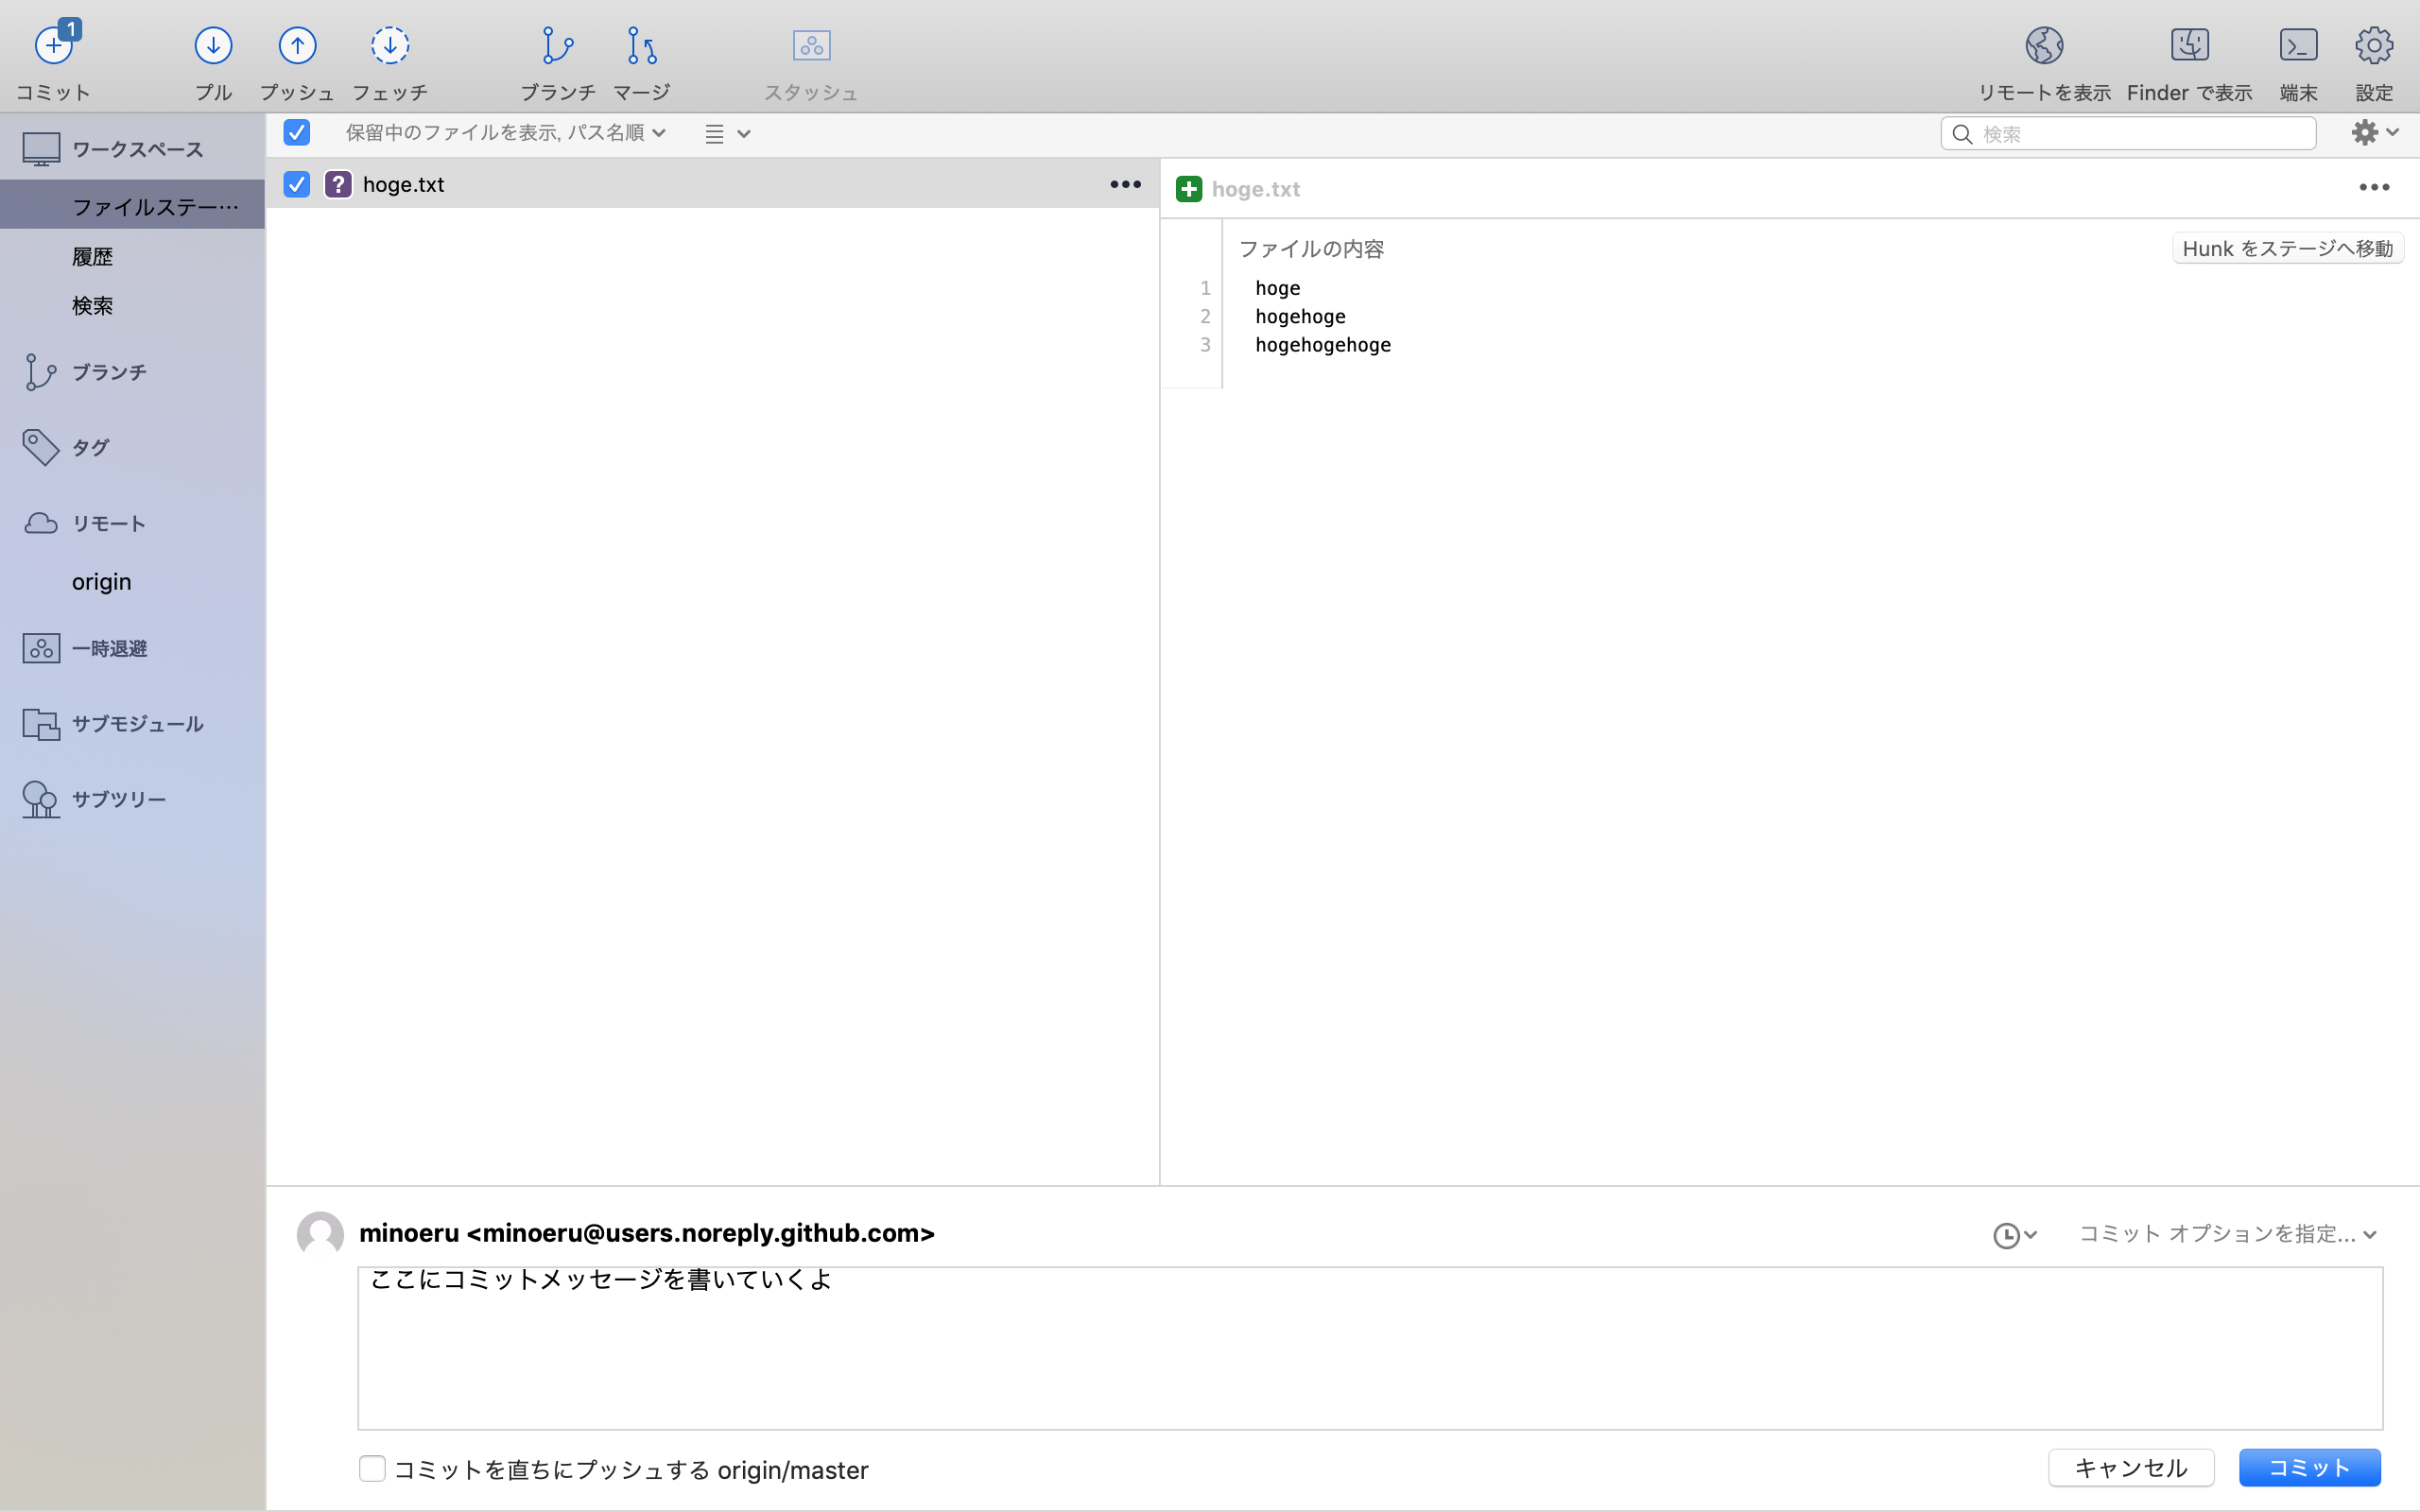 1
コミット
プル
プッシュ
フェッチ
ブランチ
マージ
スタッシュ
リモートを表示
Finder で表示
端末
設定
ワークスペース
ファイルステー…
履歴
検索
ブランチ
タグ
リモート
origin
一時退避
サブモジュール
サブツリー
保留中のファイルを表示, パス名順
検索
hoge.txt
hoge.txt
ファイルの内容
Hunk をステージへ移動
1 hoge
2 hogehoge
3 hogehogehoge
minoeru <minoeru@users.noreply.github.com>
コミット オプションを指定...
ここにコミットメッセージを書いていくよ
コミットを直ちにプッシュする origin/master
キャンセル
コミット